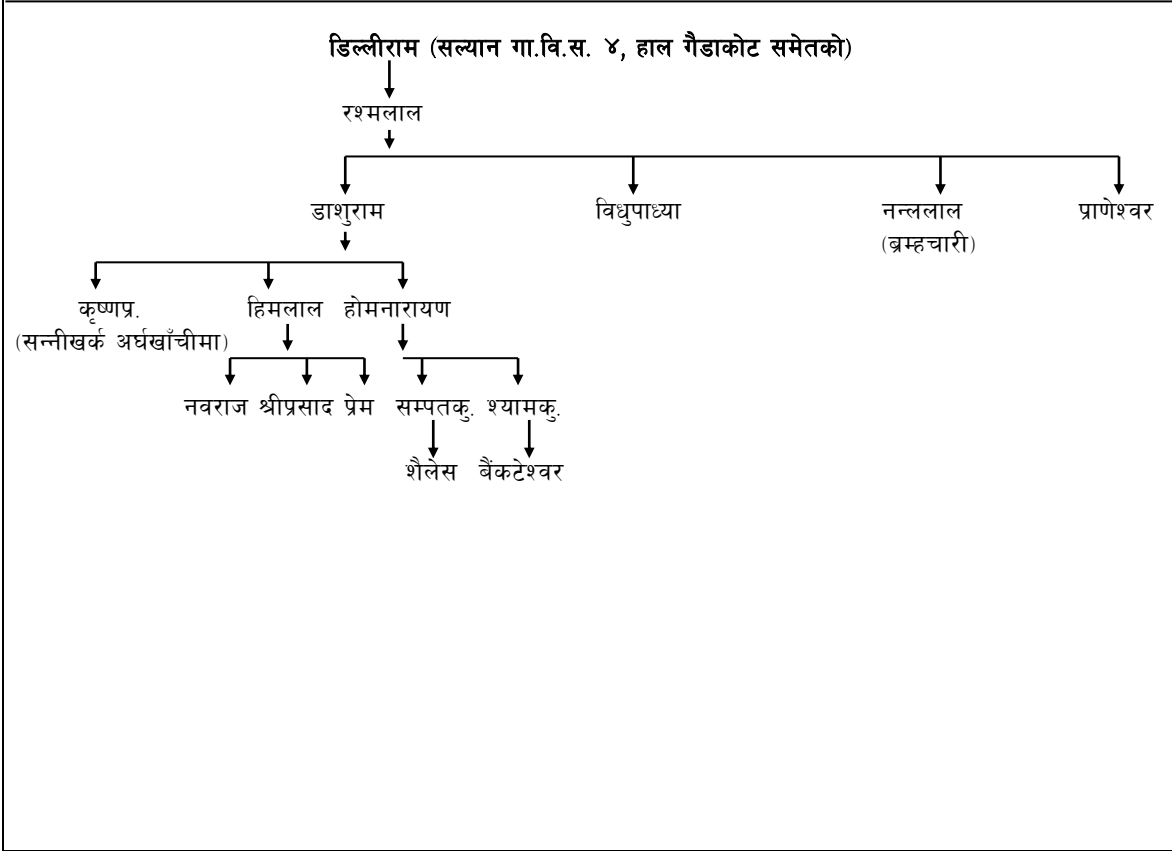 डिल्लीराम (सल्यान गा.वि.स. ४, हाल गैडाकोट समेतको)
रश्मलाल
डाशुराम विधुपाध्या नन्ललाल प्राणेश्वर
(ब्रम्हचारी)
कृष्णप्र. हिमलाल होमनारायण
(सन्नीखर्क अर्घखाँचीमा)
नवराज श्रीप्रसाद प्रेम सम्पतकु. श्यामकु.
शैलेस बैंकटेश्वर